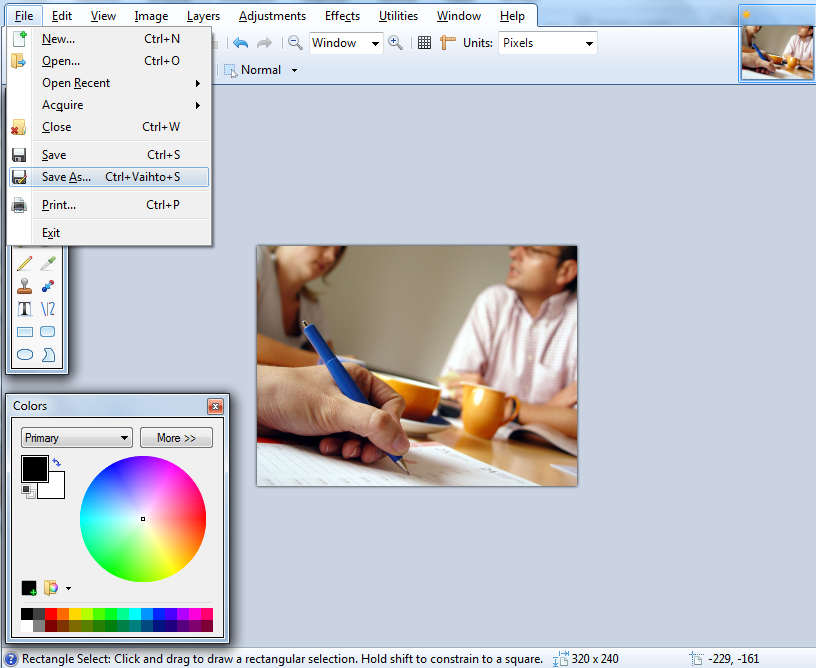 File Edit View Image Layers Adjustments Effects Utilities Window Help
New... Ctrl+N
Window Units: Pixels
Open... Ctrl+O
Normal
Open Recent
Acquire
Close Ctrl+W
Save Ctrl+S
Save As... Ctrl+Vaihto+S
Print... Ctrl+P
Exit
T
Colors
Primary More >>
Rectangle Select: Click and drag to draw a rectangular selection. Hold shift to constrain to a square. 320 x 240 -229, -161